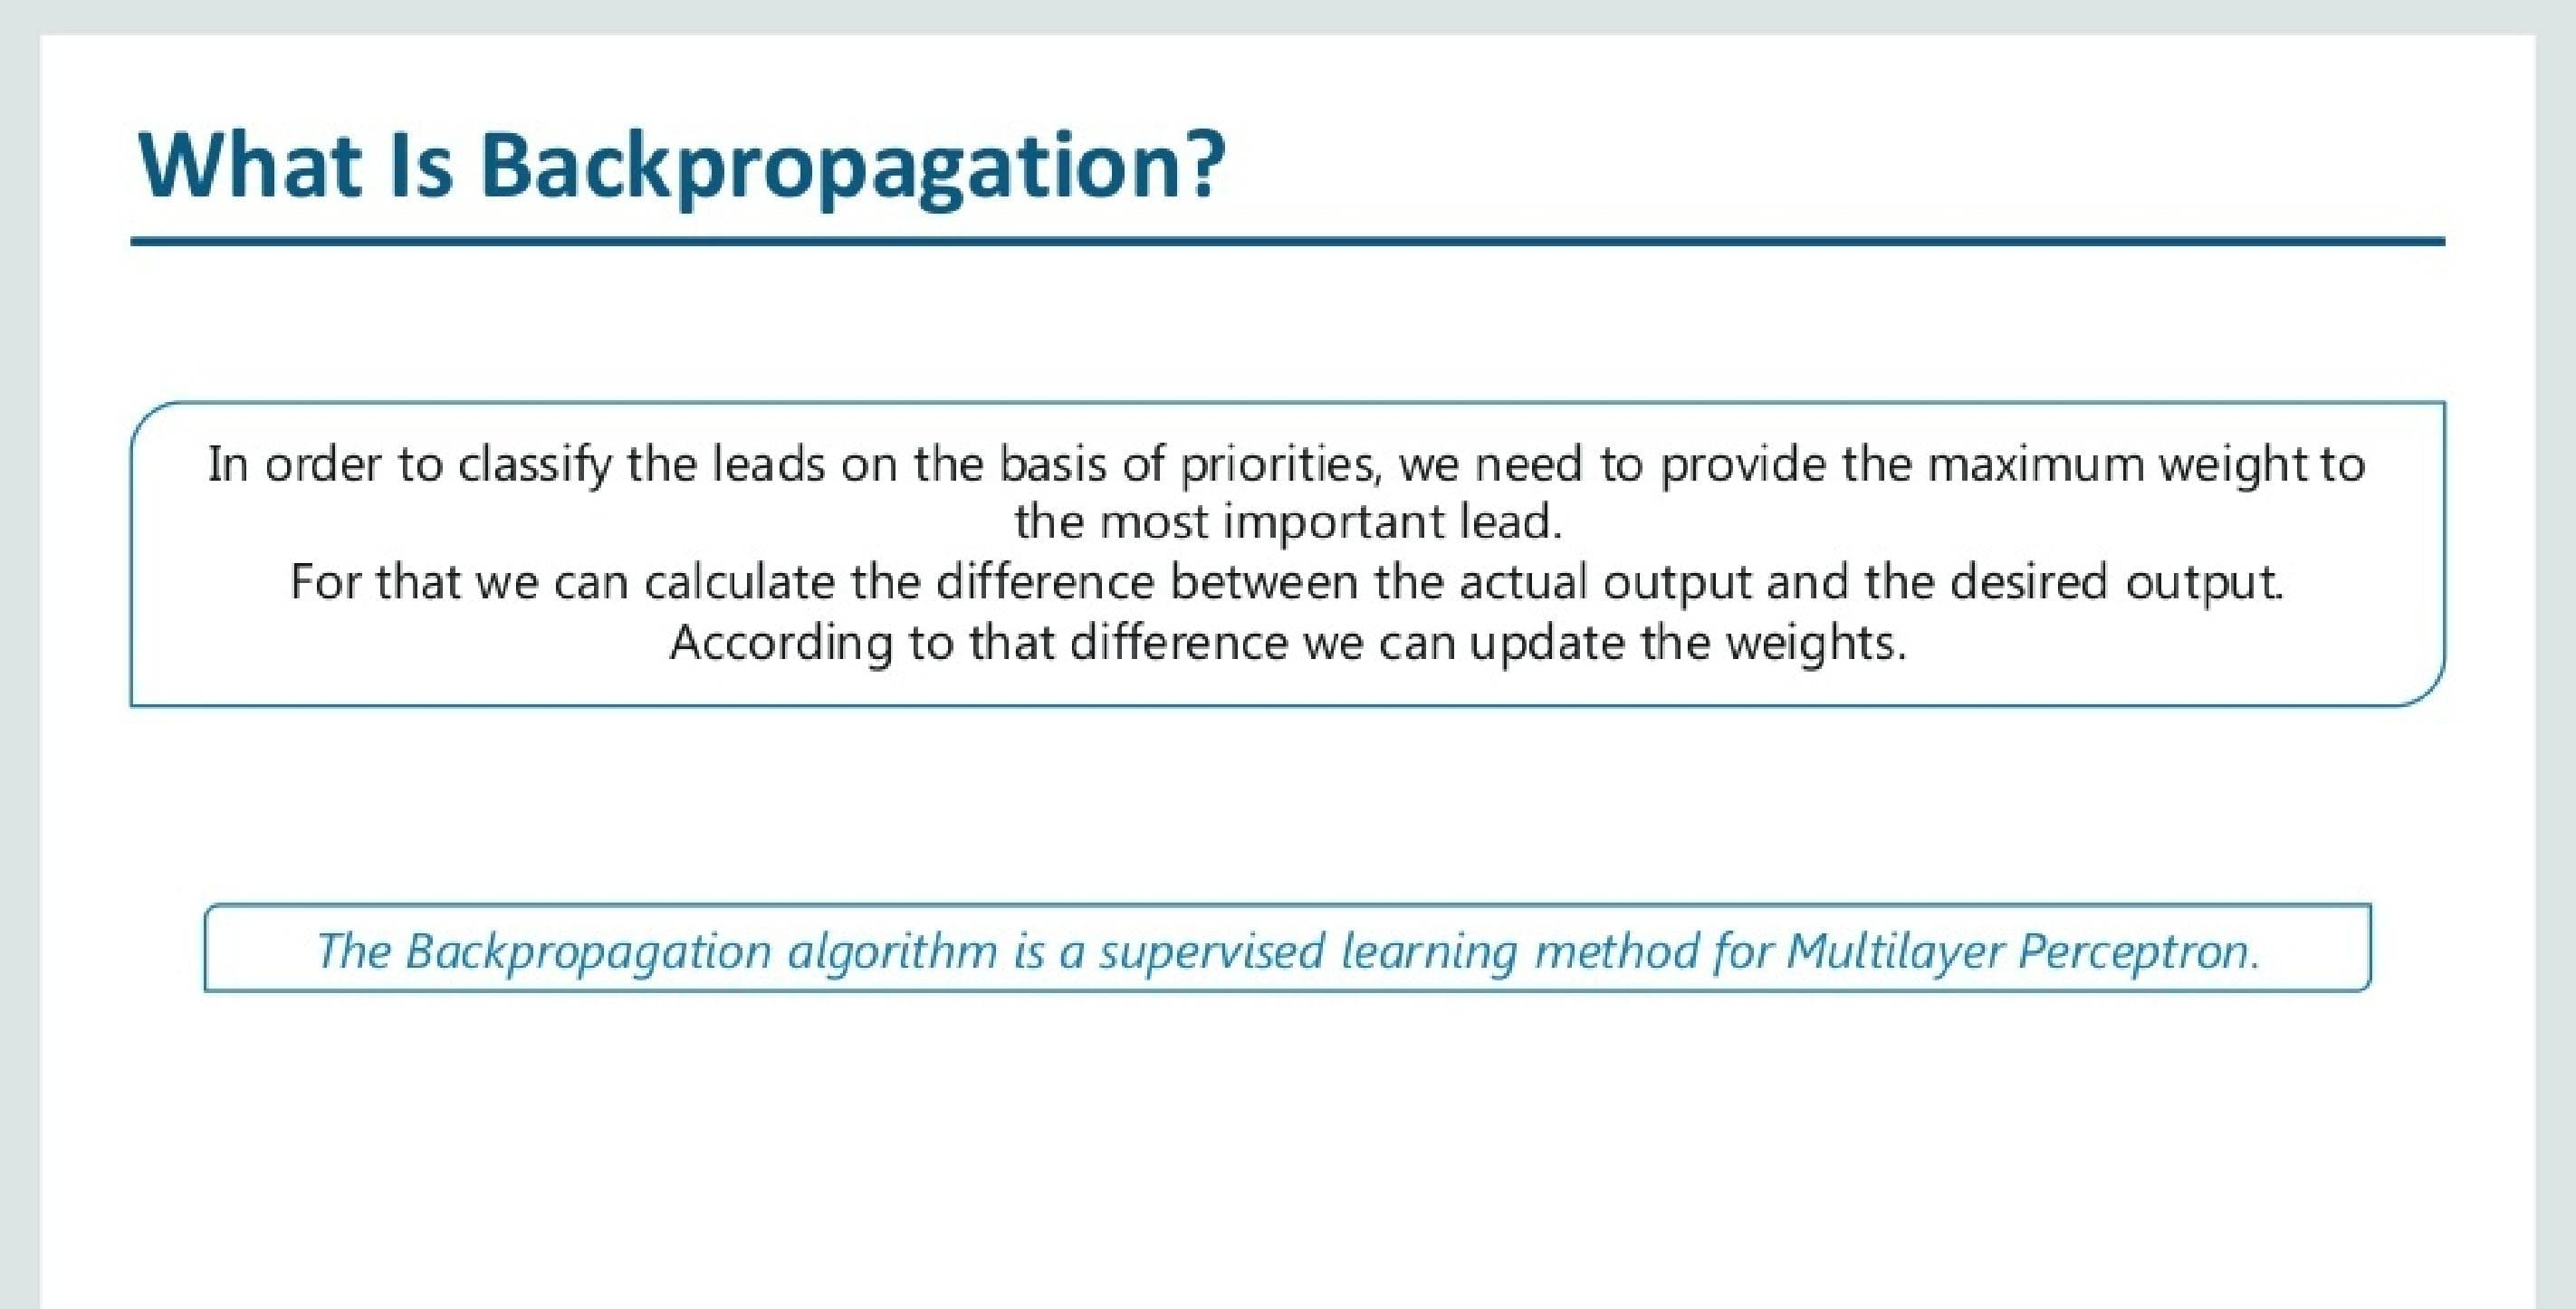 What Is Backpropagation?
In order to classify the leads on the basis of priorities, we need to provide the maximum weight to
the most important lead.
For that we can calculate the difference between the actual output and the desired output.
According to that difference we can update the weights.
The Backpropagation algorithm is a supervised learning method for Multilayer Perceptron.